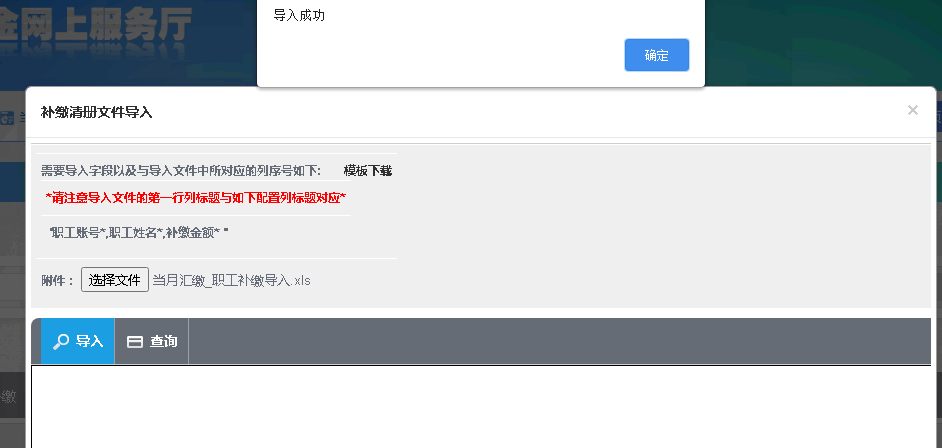 金网上服务厅
导入成功
确定
补缴清册文件导入
×
需要导入字段以及与导入文件中所对应的列序号如下: 模板下载
*请注意导入文件的第一行列标题与如下配置列标题对应*
"职工账号*,职工姓名*,补缴金额* "
附件： 选择文件 当月汇缴_职工补缴导入.xls
导入 查询
缴